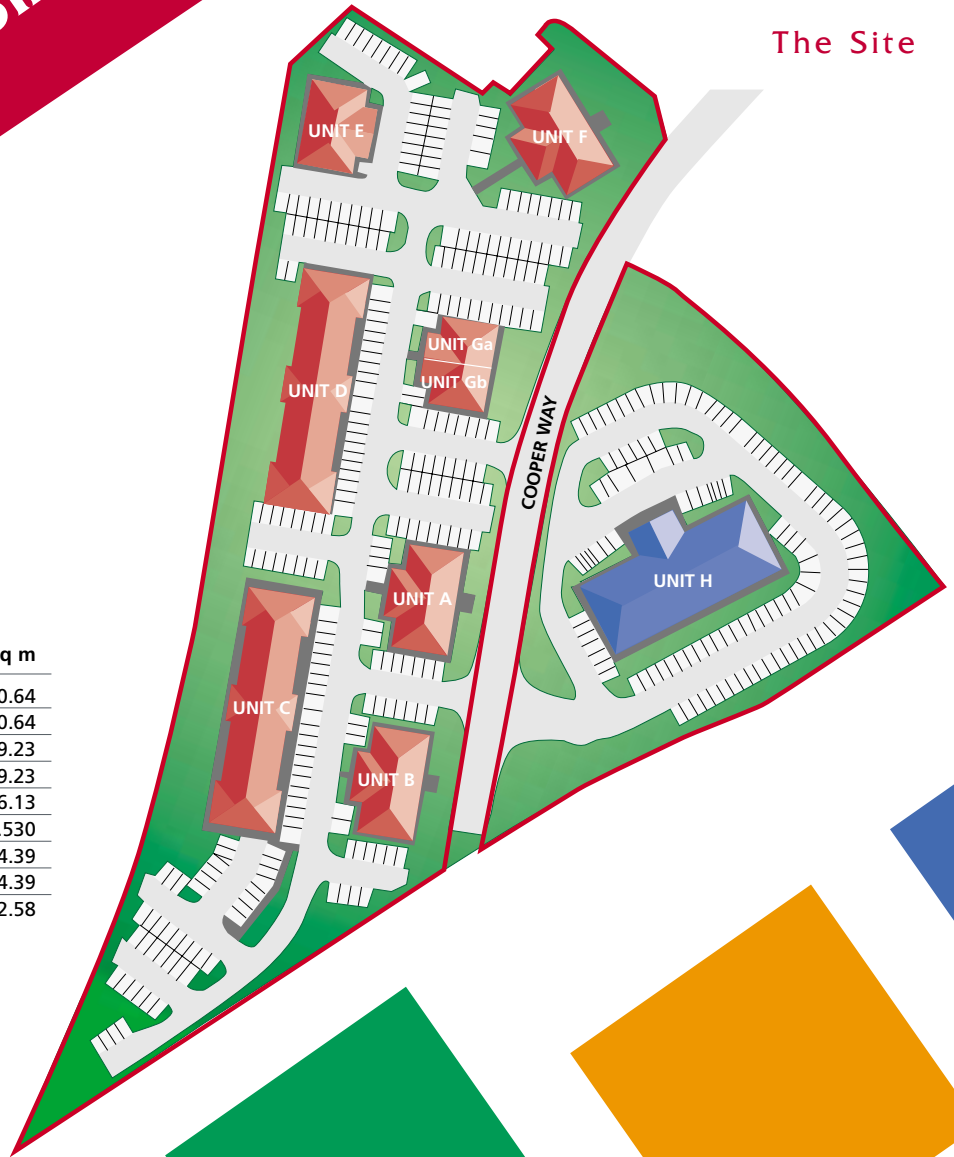 The Site
UNIT E
UNIT F
UNIT Ga
UNIT Gb
UNIT D
COOPER WAY
UNIT H
UNIT A
UNIT C
UNIT B
q m
0.64
0.64
9.23
9.23
6.13
.530
4.39
4.39
2.58